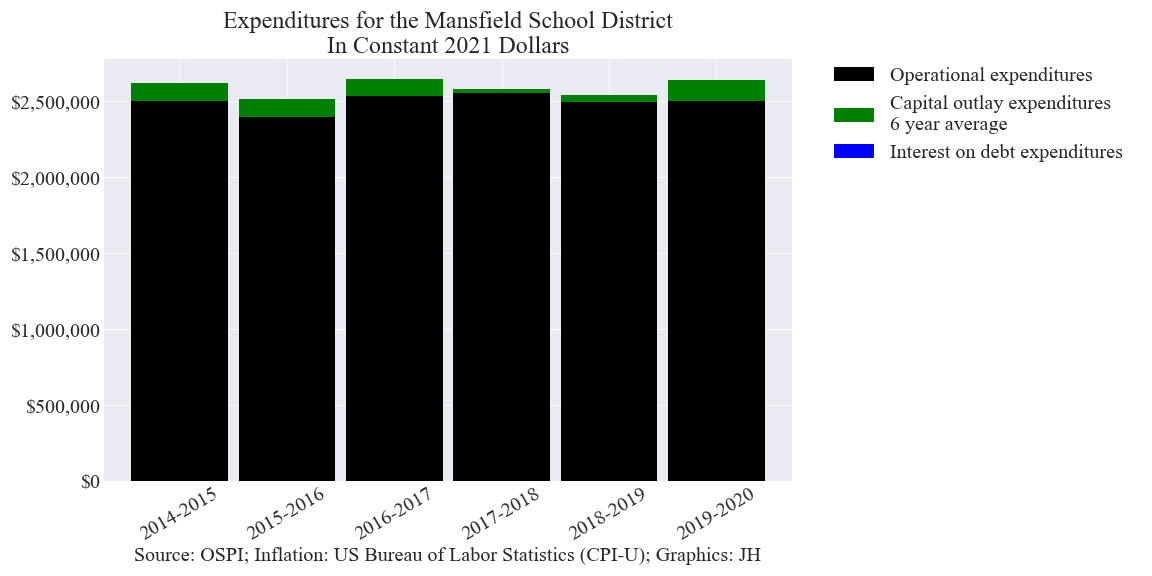 Expenditures for the Mansfield School District
In Constant 2021 Dollars
$2,500,000
$2,000,000
$1,500,000
$1,000,000
$500,000
$0
2014-2015
2015-2016
2016-2017
2017-2018
2018-2019
2019-2020
Source: OSPI; Inflation: US Bureau of Labor Statistics (CPI-U); Graphics: JH
Operational expenditures
Capital outlay expenditures
6 year average
Interest on debt expenditures